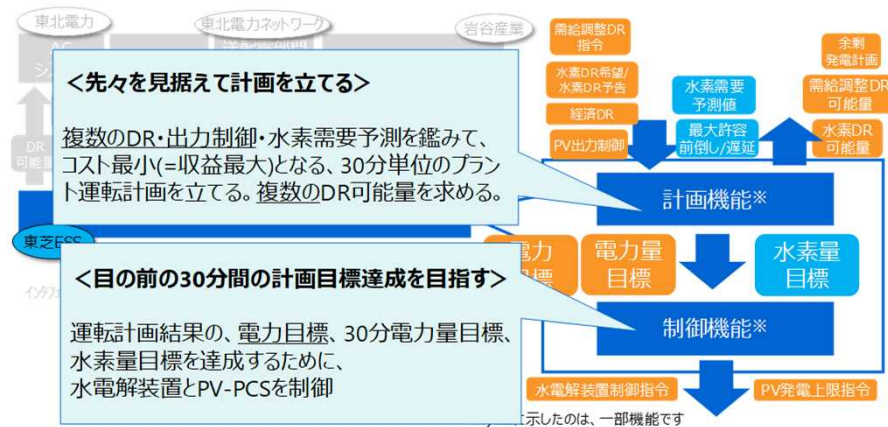 東北電力
東北電力ネットワーク
岩谷産業
DR
可能量
東芝ESS
<先々を見据えて計画を立てる>
複数のDR・出力制御・水素需要予測を鑑みて、
コスト最小(=収益最大)となる、30分単位のプラン
ト運転計画を立てる。複数のDR可能量を求める。
<目の前の30分間の計画目標達成を目指す>
運転計画結果の、電力目標、30分電力量目標、
水素量目標を達成するために、
水電解装置とPV-PCSを制御
需給調整DR
指令
水素DR希望/
水素DR予告
経済DR
PV出力制御
水素需要
予測値
最大許容
前倒し/遅延
余剰
発電計画
需給調整DR
可能量
水素DR
可能量
計画機能※
電力
目標
電力量
目標
水素量
目標
制御機能※
水電解装置制御指令
PV発電上限指令
に示したのは、一部機能です